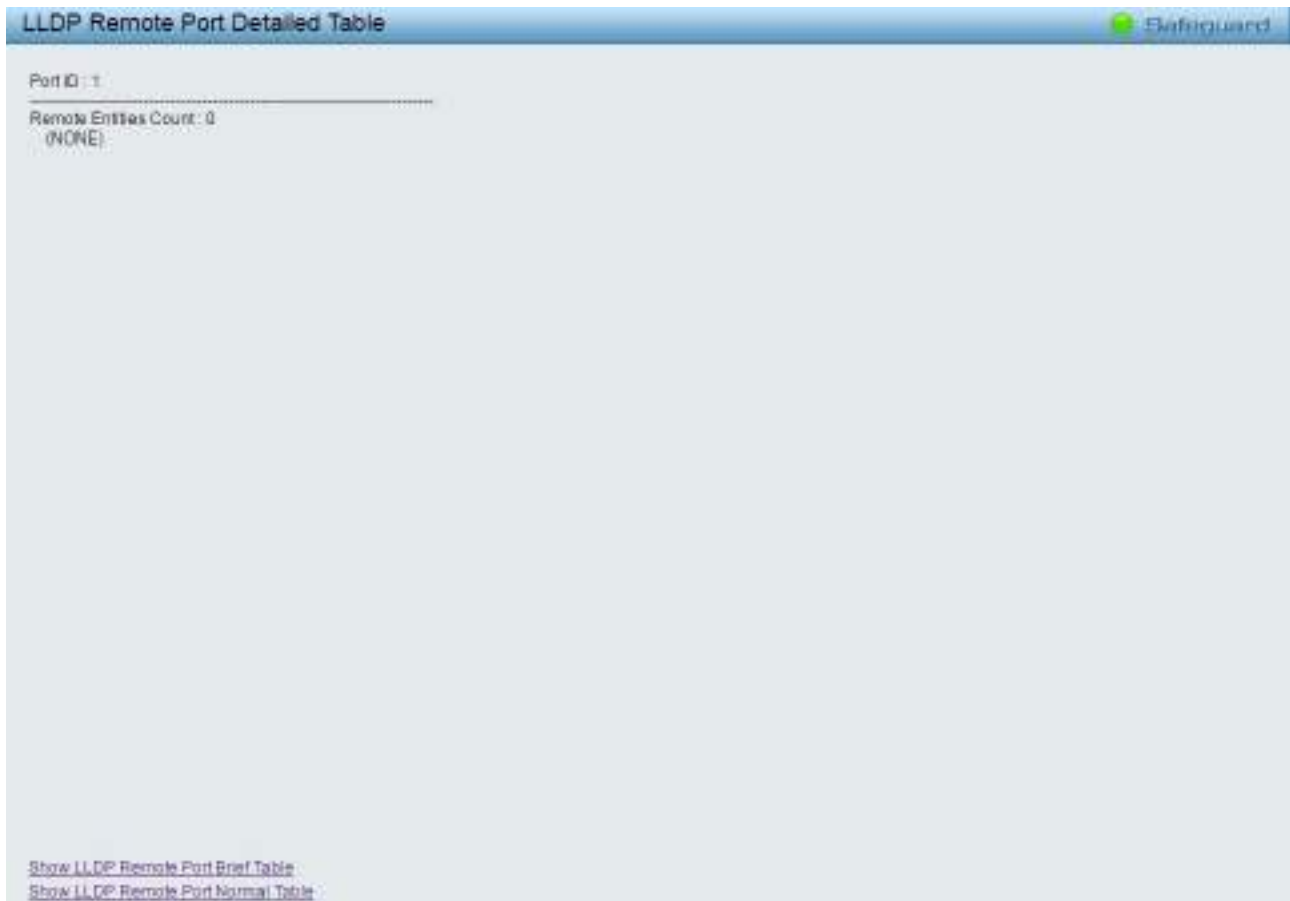 LLDP Remote Port Detailed Table
Safeguard
Port ID : 1
--------------------------------------------------------------------------------
Remote Entities Count : 0
(NONE)
Show LLDP Remote Port Brief Table
Show LLDP Remote Port Normal Table